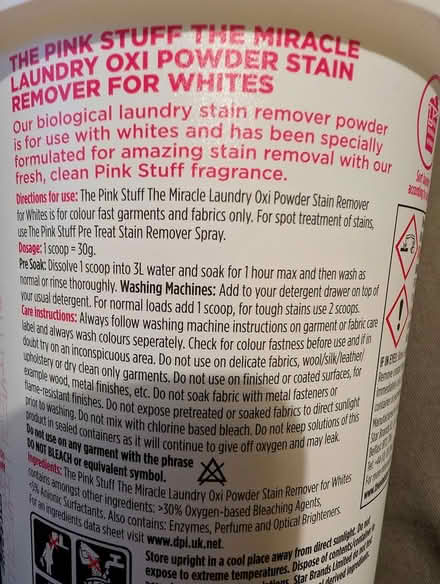 THE PINK STUFF THE MIRACLE
LAUNDRY OXI POWDER STAIN
REMOVER FOR WHITES
Our biological laundry stain remover powder
is for use with whites and has been specially
formulated for amazing stain removal with our
fresh, clean Pink Stuff fragrance.
Directions for use: The Pink Stuff The Miracle Laundry Oxi Powder Stain Remover
for Whites is for colour fast garments and fabrics only. For spot treatment of stains,
use The Pink Stuff Pre Treat Stain Remover Spray.
Dosage: 1 scoop = 30g.
Pre Soak: Dissolve 1 scoop into 3L water and soak for 1 hour max and then wash as
normal or rinse thoroughly. Washing Machines: Add to your detergent drawer on top of
your usual detergent. For normal loads add 1 scoop, for tough stains use 2 scoops.
Care instructions: Always follow washing machine instructions on garment or fabric care
label and always wash colours seperately. Check for colour fastness before use and if in
doubt try on an inconspicuous area. Do not use on delicate fabrics, wool/silk/leather/
upholstery or dry clean only garments. Do not use on finished or coated surfaces, for
example wood, metal finishes, etc. Do not soak fabric with metal fasteners or
flame-resistant finishes. Do not expose pretreated or soaked fabrics to direct sunlight
prior to washing. Do not mix with chlorine based bleach. Do not keep solutions of this
product in sealed containers as it will continue to give off oxygen and may leak.
Do not use on any garment with the phrase
DO NOT BLEACH or equivalent symbol.
Ingredients: The Pink Stuff The Miracle Laundry Oxi Powder Stain Remover for Whites
contains amongst other ingredients: >30% Oxygen-based Bleaching Agents,
<5% Anionic Surfactants. Also contains: Enzymes, Perfume and Optical Brighteners.
For an ingredients data sheet visit www.dpi.uk.net.
Store upright in a cool place away from direct sunlight. Do not
expose to extreme temperatures. Dispose of contents/
Star Brands Limited